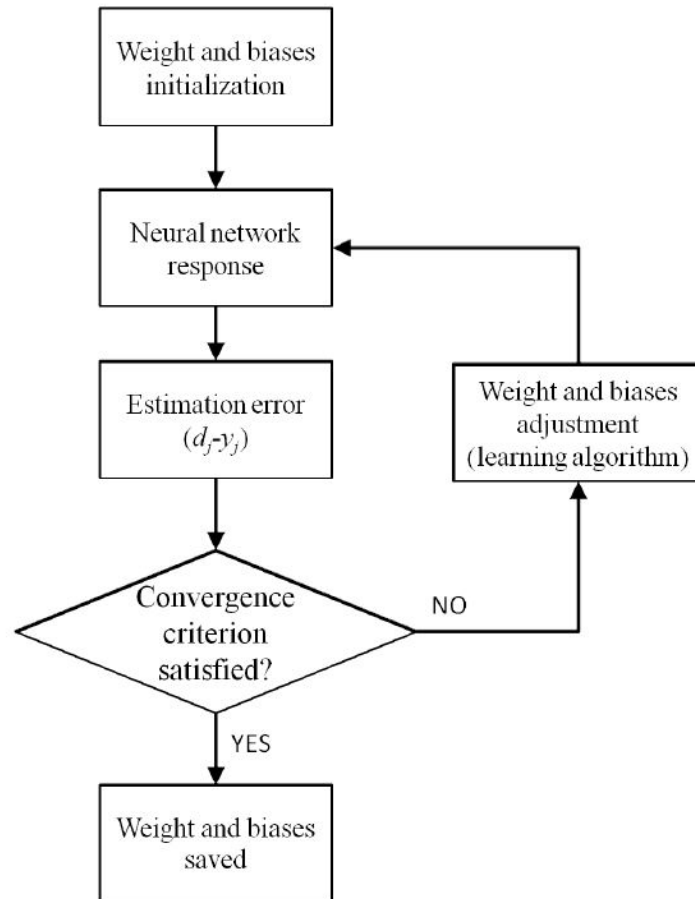 Weight and biases
initialization
Neural network
response
Estimation error
(dj-yj)
Weight and biases
adjustment
(learning algorithm)
Convergence
criterion
satisfied?
NO
YES
Weight and biases
saved